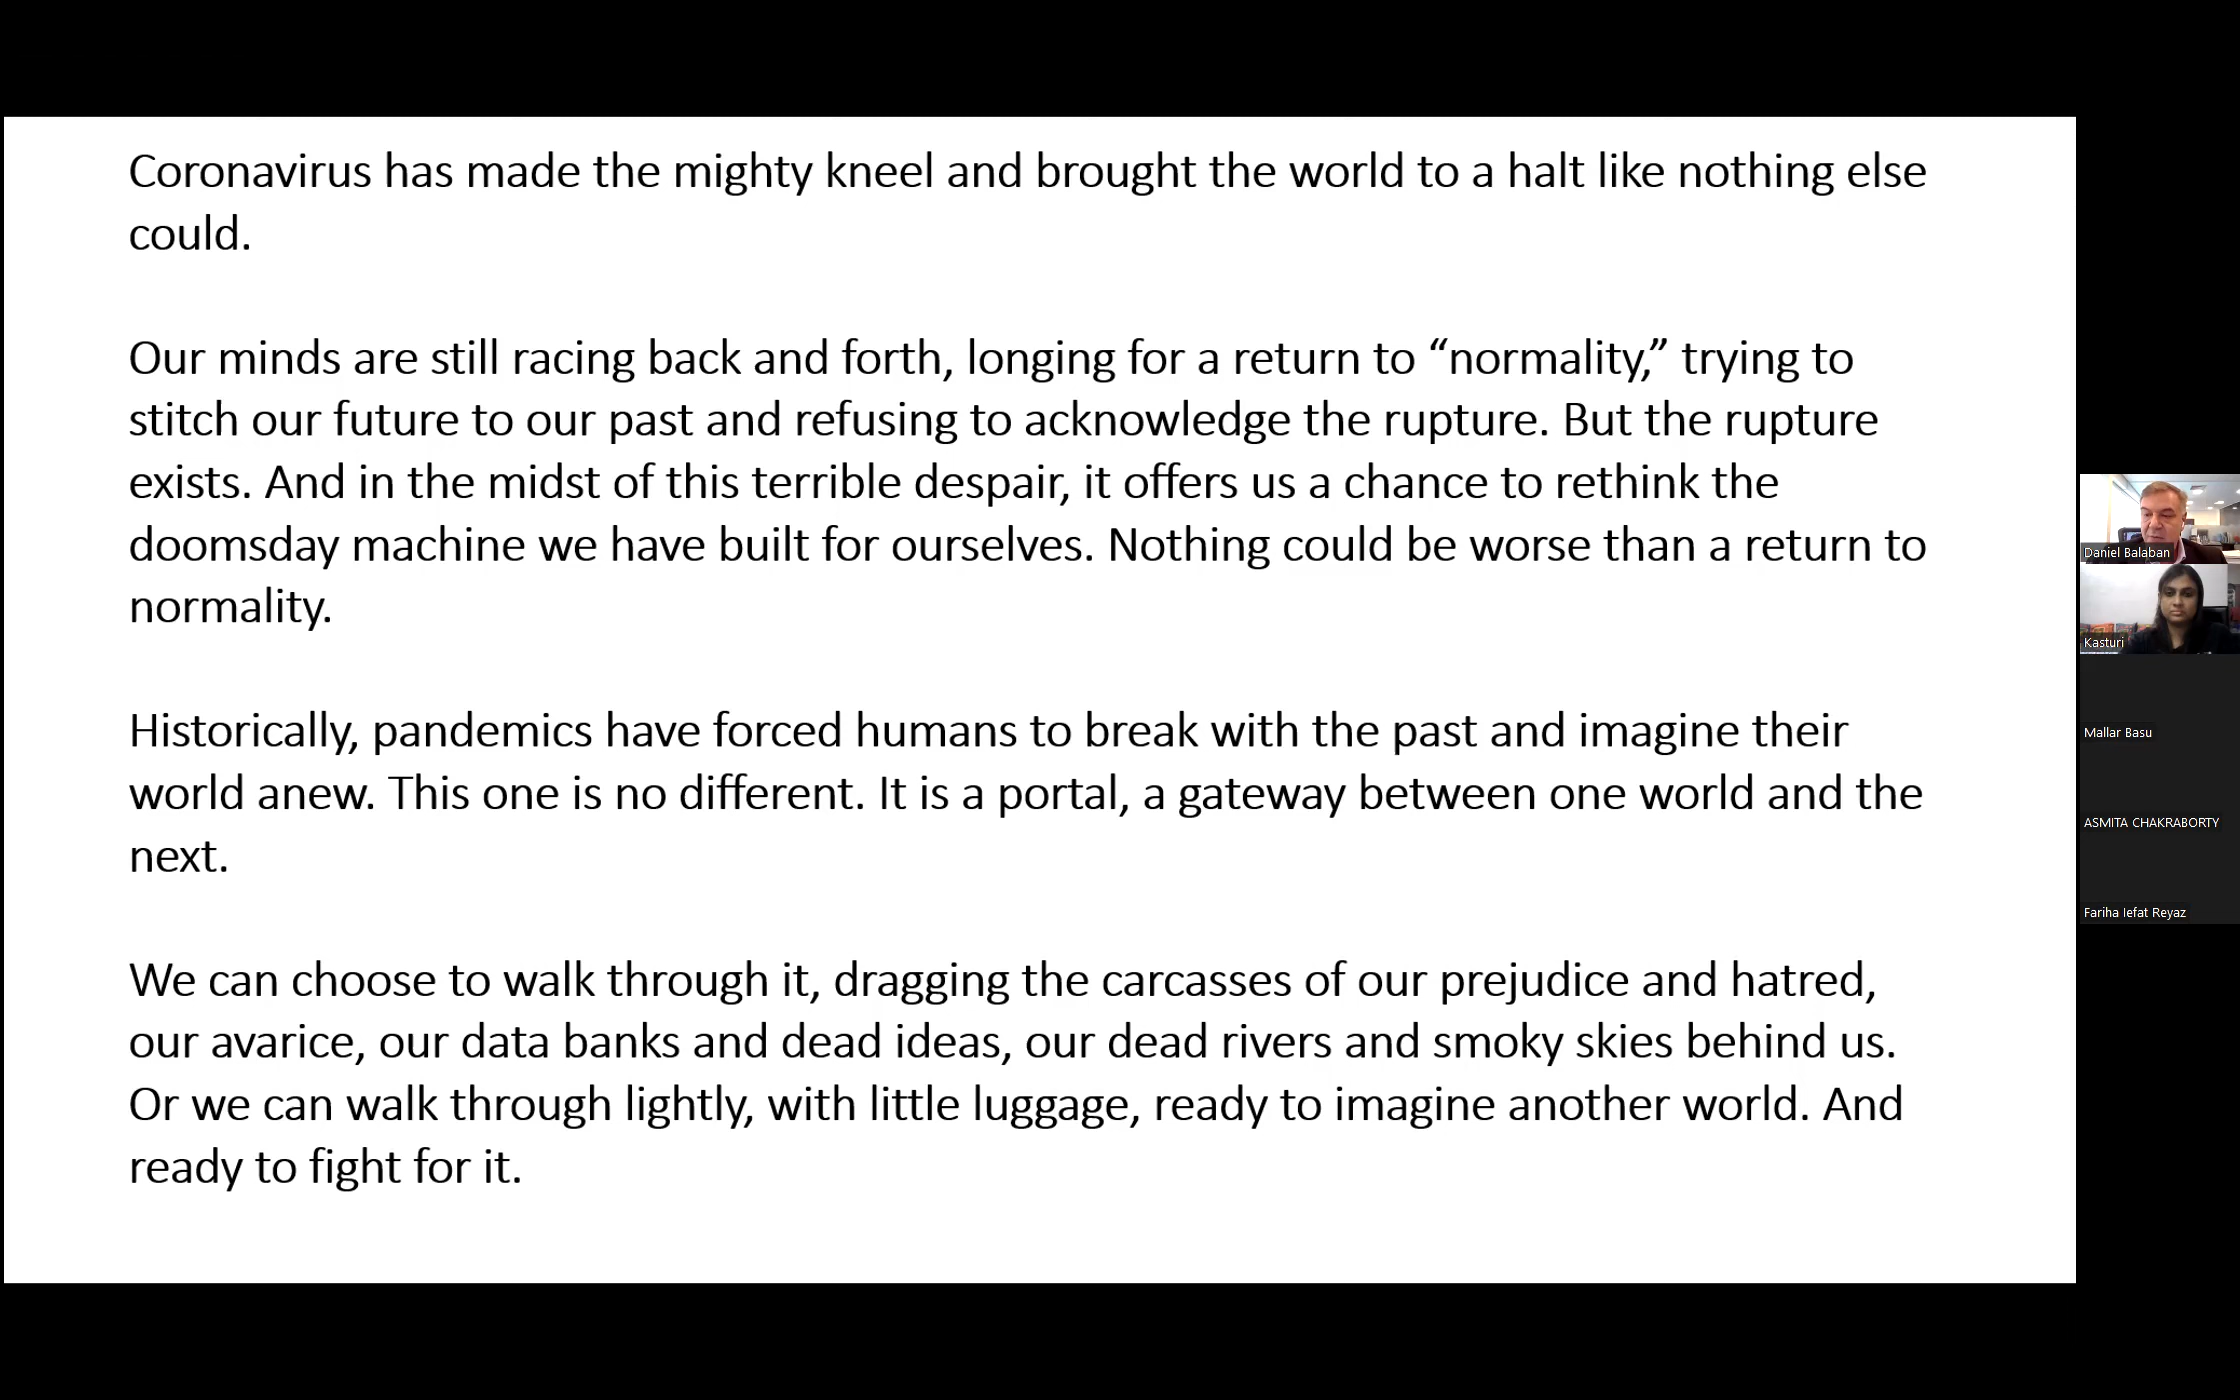 Coronavirus has made the mighty kneel and brought the world to a halt like nothing else
could.
Our minds are still racing back and forth, longing for a return to “normality,” trying to
stitch our future to our past and refusing to acknowledge the rupture. But the rupture
exists. And in the midst of this terrible despair, it offers us a chance to rethink the
doomsday machine we have built for ourselves. Nothing could be worse than a return to
normality.
Historically, pandemics have forced humans to break with the past and imagine their
world anew. This one is no different. It is a portal, a gateway between one world and the
next.
We can choose to walk through it, dragging the carcasses of our prejudice and hatred,
our avarice, our data banks and dead ideas, our dead rivers and smoky skies behind us.
Or we can walk through lightly, with little luggage, ready to imagine another world. And
ready to fight for it.
Daniel Balaban
Kasturi
Mallar Basu
ASMITA CHAKRABORTY
Fariha Iefat Reyaz